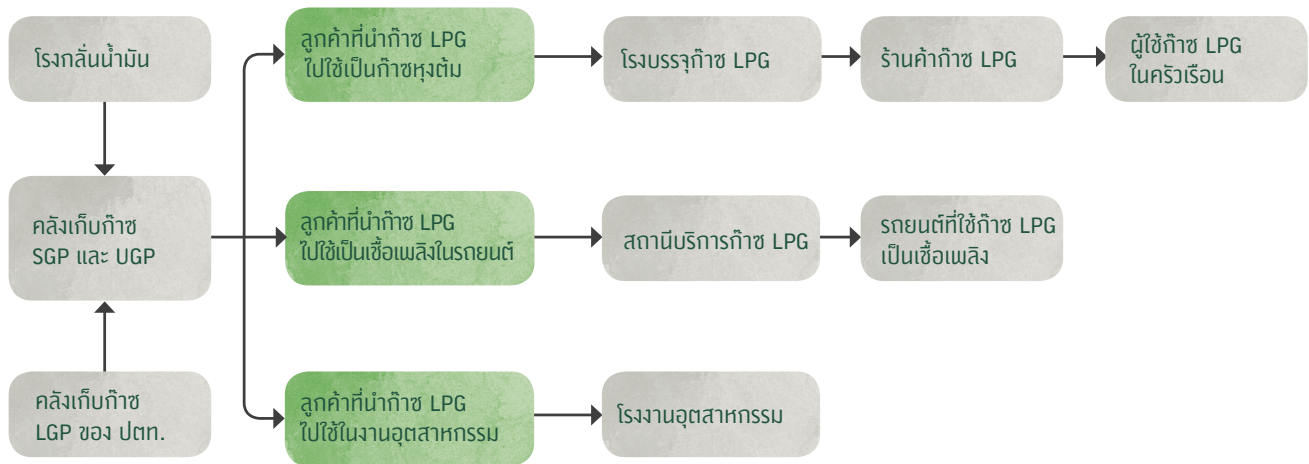 โรงกลั่นน้ำมัน
ลูกค้าที่นำก๊าซ LPG
ไปใช้เป็นก๊าซหุงต้ม
โรงบรรจุก๊าซ LPG
ร้านค้าก๊าซ LPG
ผู้ใช้ก๊าซ LPG
ในครัวเรือน
คลังเก็บก๊าซ
SGP และ UGP
ลูกค้าที่นำก๊าซ LPG
ไปใช้เป็นเชื้อเพลิงในรถยนต์
สถานีบริการก๊าซ LPG
รถยนต์ที่ใช้ก๊าซ LPG
เป็นเชื้อเพลิง
คลังเก็บก๊าซ
LGP ของ ปตท.
ลูกค้าที่นำก๊าซ LPG
ไปใช้ในงานอุตสาหกรรม
โรงงานอุตสาหกรรม